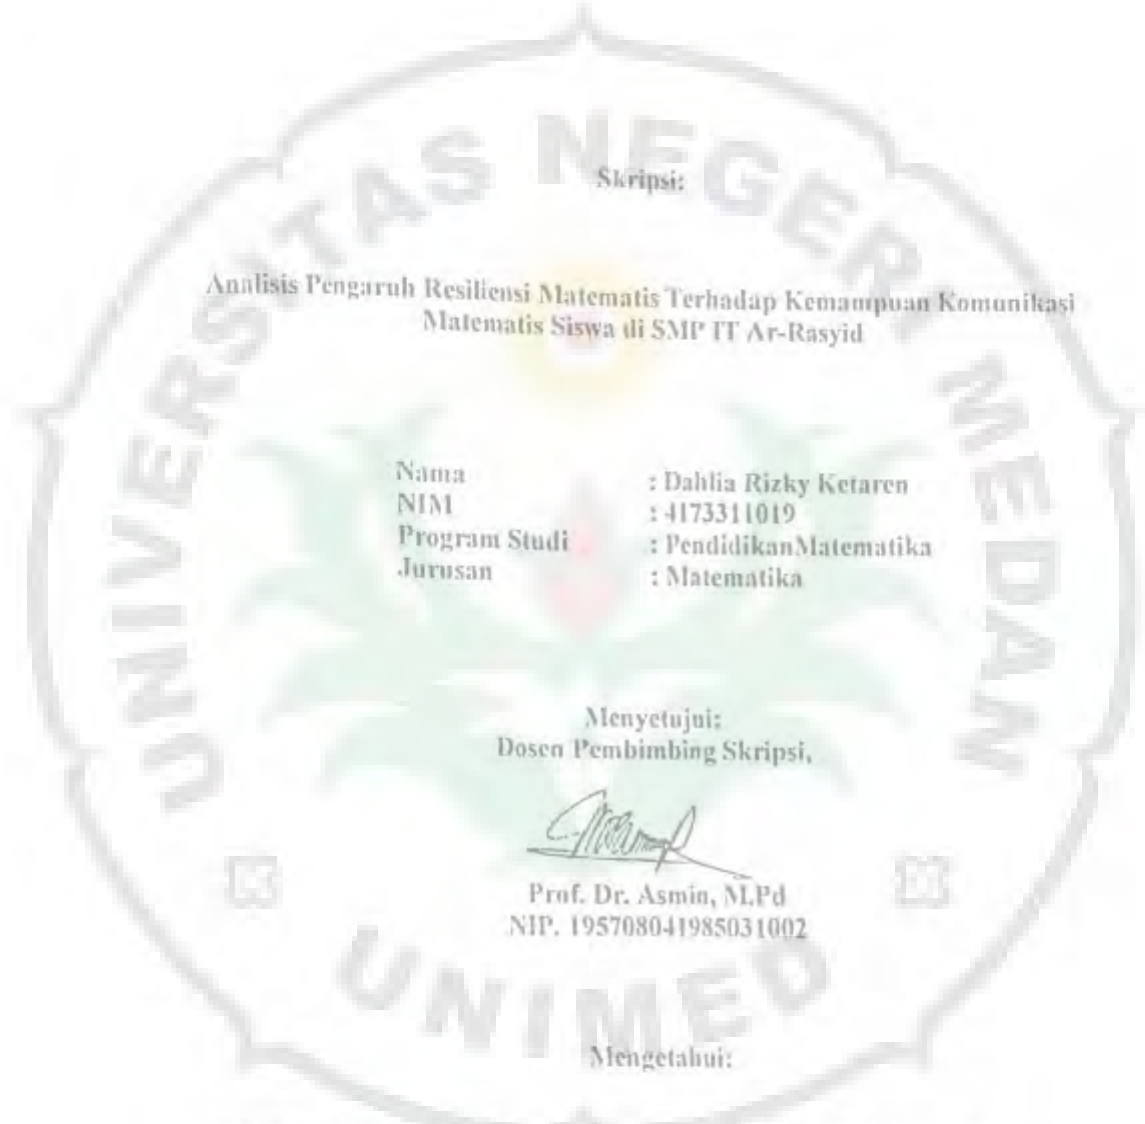 UNIVERSITAS NEGERI MEDAN
Skripsi:
Analisis Pengaruh Resiliensi Matematis Terhadap Kemampuan Komunikasi
Matematis Siswa di SMP IT Ar-Rasyid
Nama : Dahlia Rizky Ketaren
NIM : 4173311019
Program Studi : PendidikanMatematika
Jurusan : Matematika
Menyetujui:
Dosen Pembimbing Skripsi,
Prof. Dr. Asmin, M.Pd
NIP. 195708041985031002
UNIMED
Mengetahui: